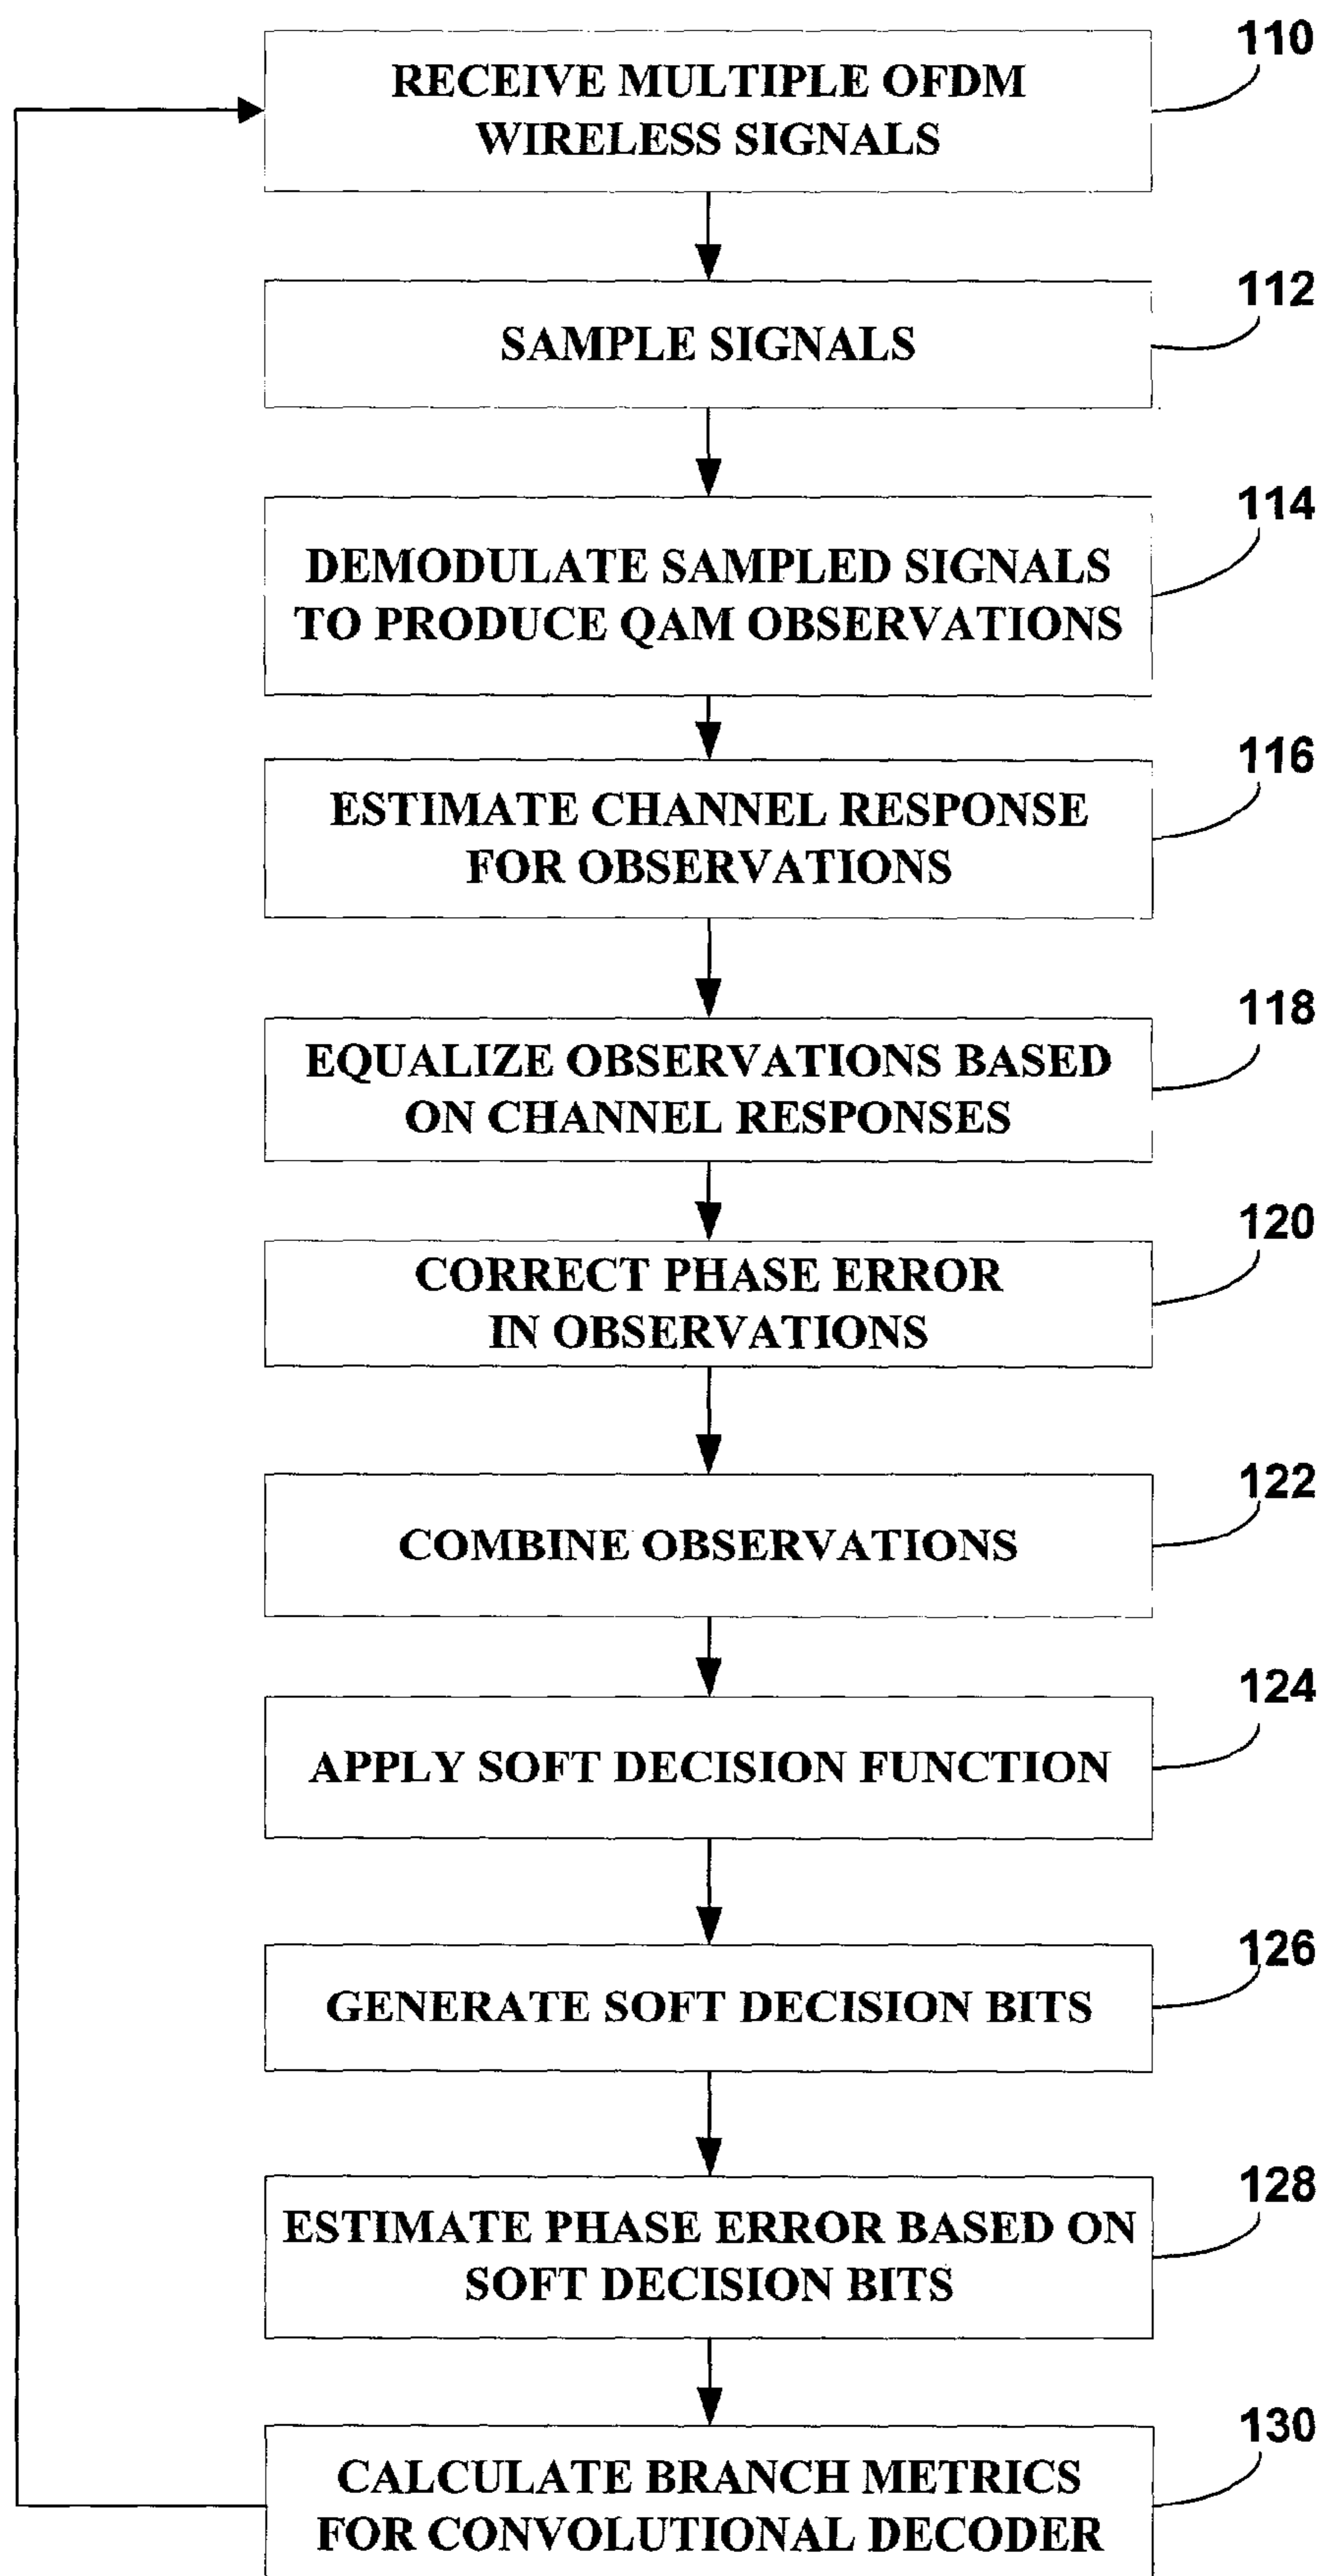 110
RECEIVE MULTIPLE OFDM
WIRELESS SIGNALS
112
SAMPLE SIGNALS
114
DEMODULATE SAMPLED SIGNALS
TO PRODUCE QAM OBSERVATIONS
116
ESTIMATE CHANNEL RESPONSE
FOR OBSERVATIONS
118
EQUALIZE OBSERVATIONS BASED
ON CHANNEL RESPONSES
120
CORRECT PHASE ERROR
IN OBSERVATIONS
122
COMBINE OBSERVATIONS
124
APPLY SOFT DECISION FUNCTION
126
GENERATE SOFT DECISION BITS
128
ESTIMATE PHASE ERROR BASED ON
SOFT DECISION BITS
130
CALCULATE BRANCH METRICS
FOR CONVOLUTIONAL DECODER